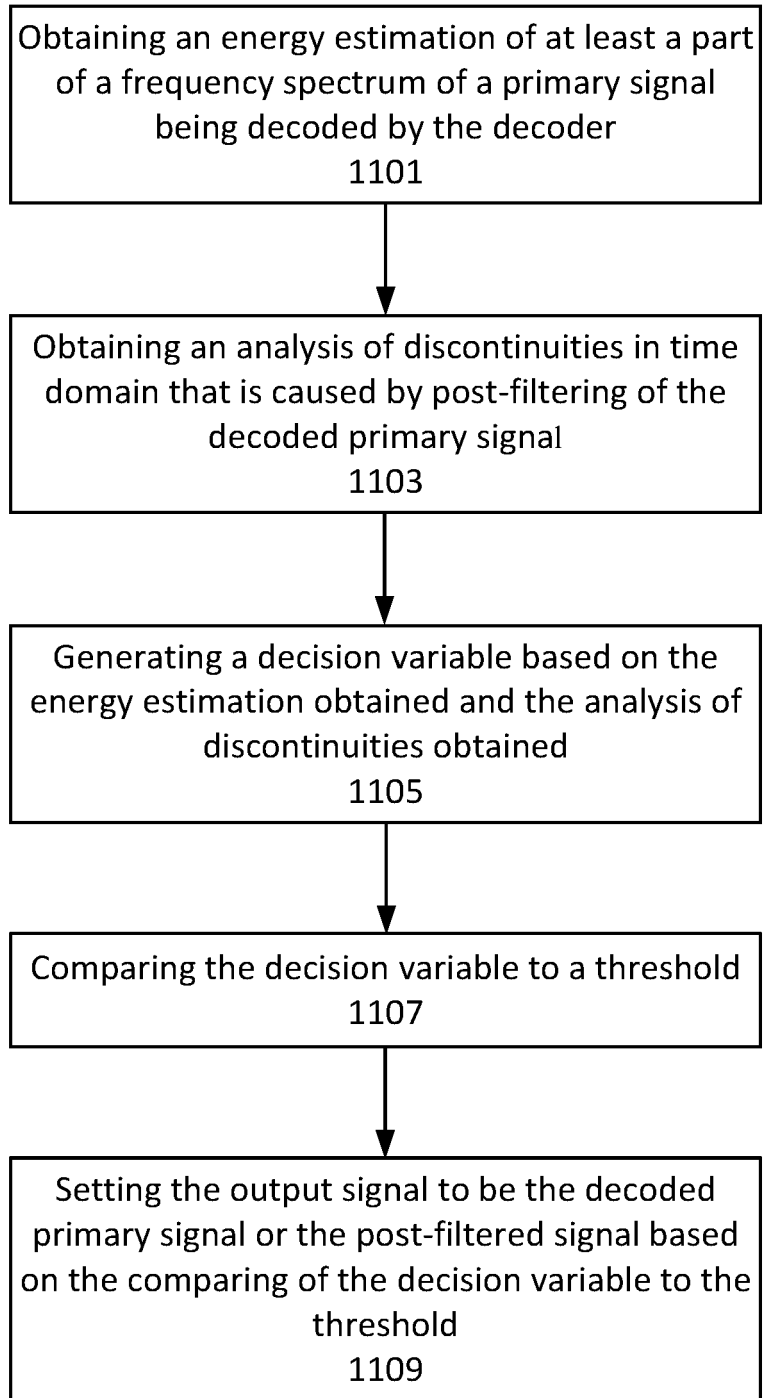 Obtaining an energy estimation of at least a part
of a frequency spectrum of a primary signal
being decoded by the decoder
1101
Obtaining an analysis of discontinuities in time
domain that is caused by post-filtering of the
decoded primary signal
1103
Generating a decision variable based on the
energy estimation obtained and the analysis of
discontinuities obtained
1105
Comparing the decision variable to a threshold
1107
Setting the output signal to be the decoded
primary signal or the post-filtered signal based
on the comparing of the decision variable to the
threshold
1109